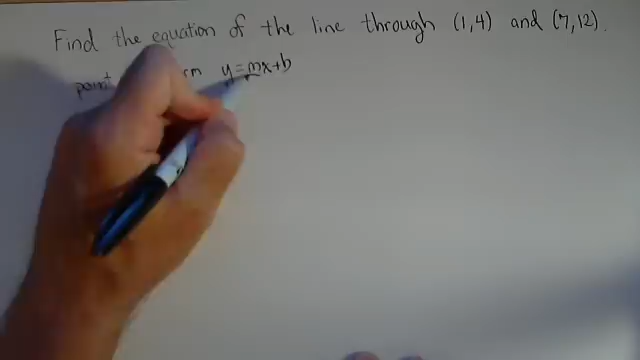 Find the equation of the line through (1,4) and (7,12).
point y=mx+b